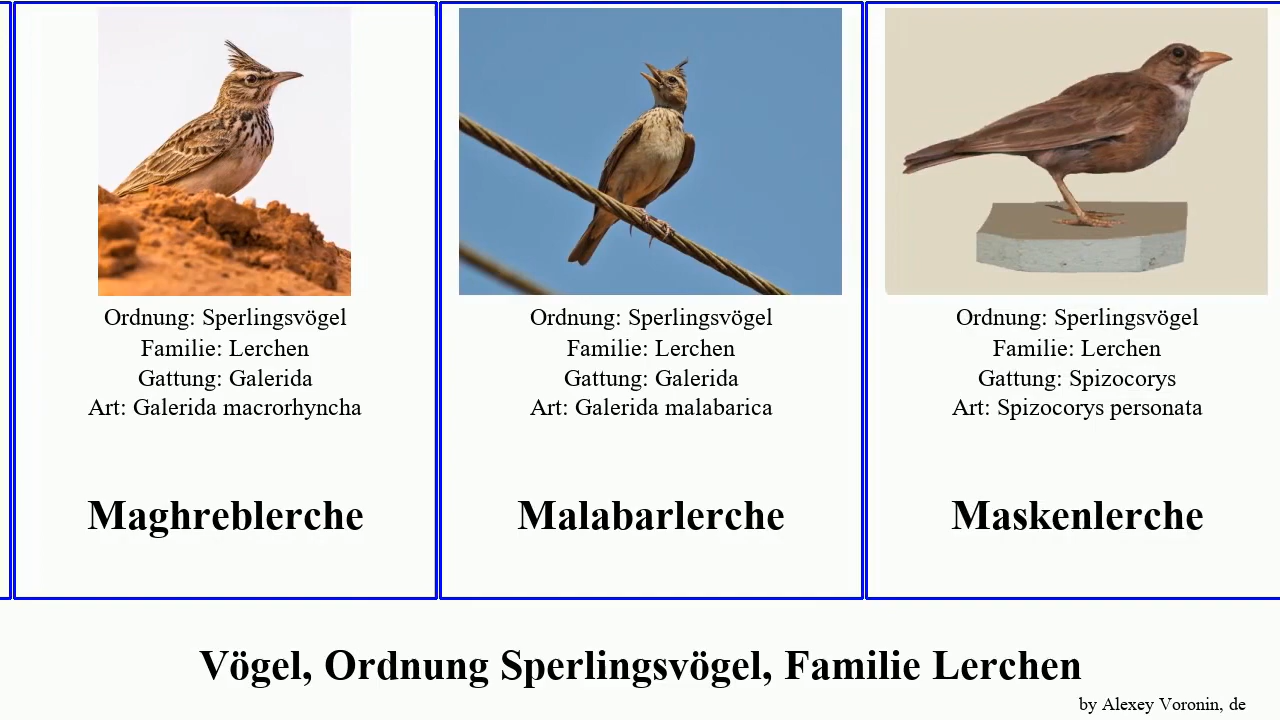 Ordnung: Sperlingsvögel
Familie: Lerchen
Gattung: Galerida
Art: Galerida macrorhyncha
Maghreblerche
Ordnung: Sperlingsvögel
Familie: Lerchen
Gattung: Galerida
Art: Galerida malabarica
Malabarlerche
Ordnung: Sperlingsvögel
Familie: Lerchen
Gattung: Spizocorys
Art: Spizocorys personata
Maskenlerche
Vögel, Ordnung Sperlingsvögel, Familie Lerchen
by Alexey Voronin, de